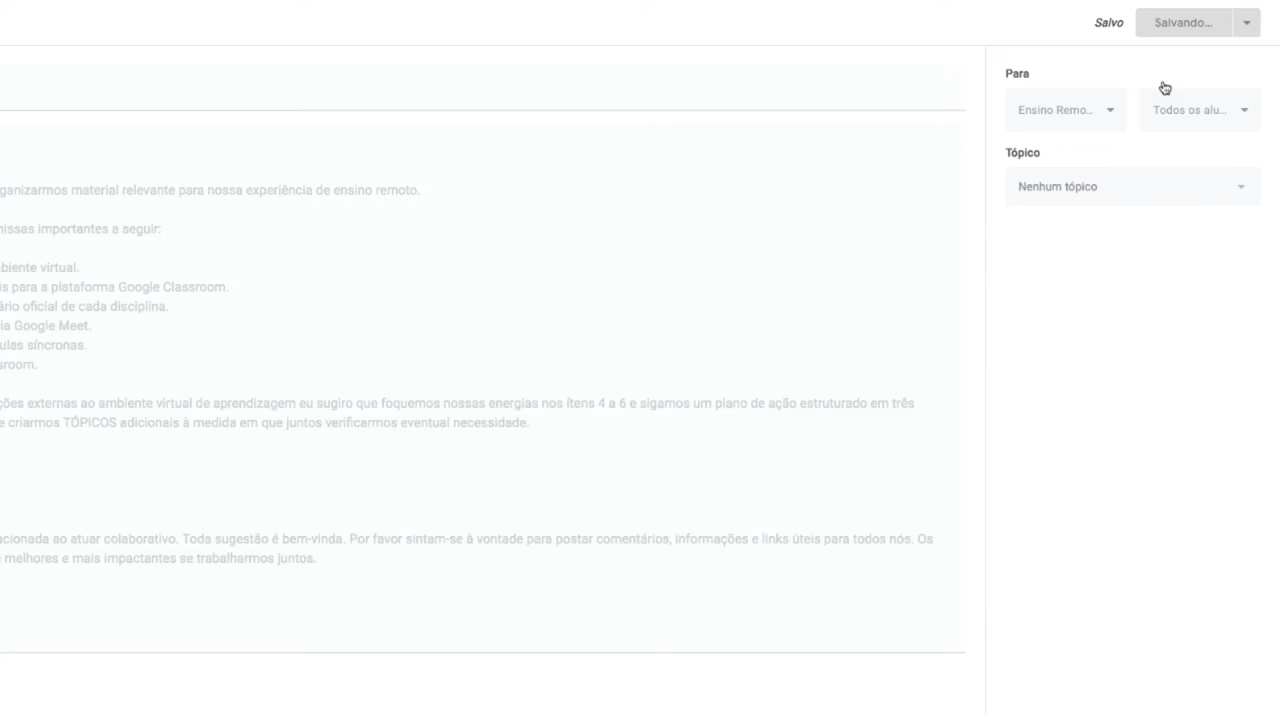 Salvo
Salvando...
Para
Ensino Remo...
Todos os alu...
Tópico
Nenhum tópico
ganizarmos material relevante para nossa experiência de ensino remoto.
nissas importantes a seguir:
biente virtual.
is para a plataforma Google Classroom.
ário oficial de cada disciplina.
ia Google Meet.
ulas síncronas.
sroom.
ções externas ao ambiente virtual de aprendizagem eu sugiro que foquemos nossas energias nos ítens 4 a 6 e sigamos um plano de ação estruturado em três
e criarmos TÓPICOS adicionais à medida em que juntos verificarmos eventual necessidade.
acionada ao atuar colaborativo. Toda sugestão é bem-vinda. Por favor sintam-se à vontade para postar comentários, informações e links úteis para todos nós. Os
e melhores e mais impactantes se trabalharmos juntos.